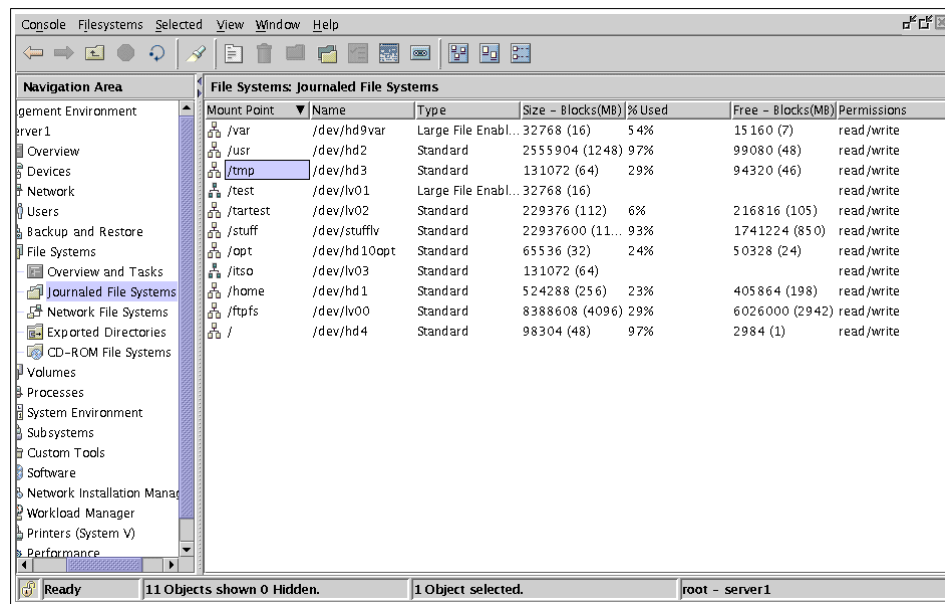 Console Filesystems Selected View Window Help
Navigation Area
File Systems: Journaled File Systems
gement Environment
erver1
Overview
Devices
Network
Users
Backup and Restore
File Systems
Overview and Tasks
Journaled File Systems
Network File Systems
Exported Directories
CD-ROM File Systems
Volumes
Processes
System Environment
Subsystems
Custom Tools
Software
Network Installation Manag
Workload Manager
Printers (System V)
Performance
Mount Point Name Type Size - Blocks(MB) % Used Free - Blocks(MB) Permissions
/var /dev/hd9var Large File Enabl... 32768 (16) 54% 15160 (7) read/write
/usr /dev/hd2 Standard 2555904 (1248) 97% 99080 (48) read/write
/tmp /dev/hd3 Standard 131072 (64) 29% 94320 (46) read/write
/test /dev/lv01 Large File Enabl... 32768 (16) read/write
/tartest /dev/lv02 Standard 229376 (112) 6% 216816 (105) read/write
/stuff /dev/stufflv Standard 22937600 (11... 93% 1741224 (850) read/write
/opt /dev/hd10opt Standard 65536 (32) 24% 50328 (24) read/write
/itso /dev/lv03 Standard 131072 (64) read/write
/home /dev/hd1 Standard 524288 (256) 23% 405864 (198) read/write
/ftpfs /dev/lv00 Standard 8388608 (4096) 29% 6026000 (2942) read/write
/ /dev/hd4 Standard 98304 (48) 97% 2984 (1) read/write
Ready 11 Objects shown 0 Hidden. 1 Object selected. root - server1